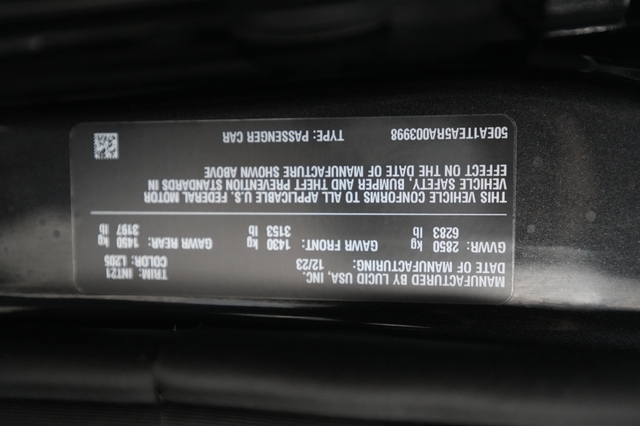 MANUFACTURED BY LUCID USA, INC.
DATE OF MANUFACTURING: 12/23
TRIM: INT21
COLOR: L205
GVWR: 2850 kg GAWR FRONT: 1430 kg GAWR REAR: 1450 kg
6283 lb 3153 lb 3197 lb
THIS VEHICLE CONFORMS TO ALL APPLICABLE U.S. FEDERAL MOTOR
VEHICLE SAFETY, BUMPER AND THEFT PREVENTION STANDARDS IN
EFFECT ON THE DATE OF MANUFACTURE SHOWN ABOVE
50EA1TEA5RA003998 TYPE: PASSENGER CAR